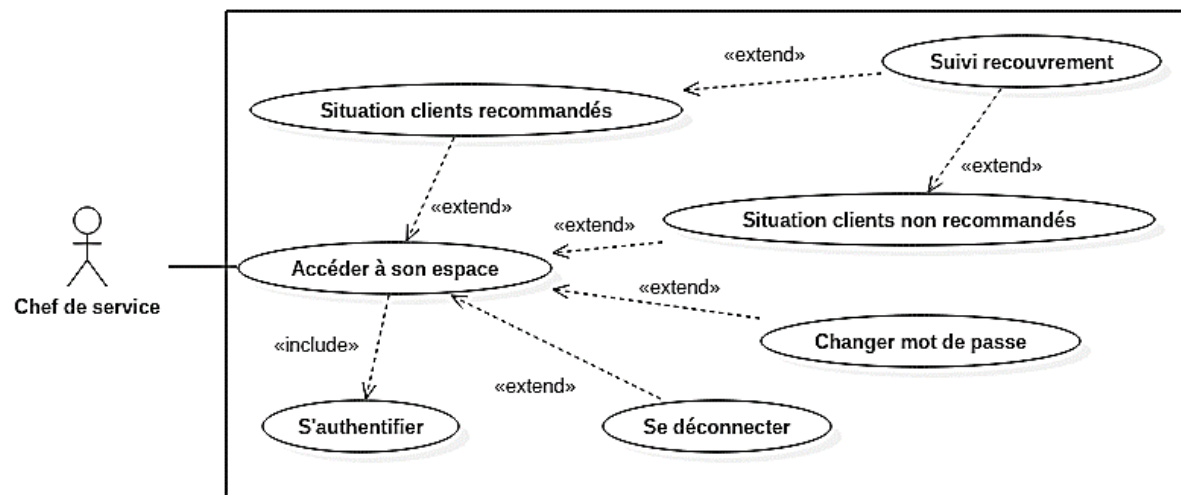 «extend»
Suivi recouvrement
Situation clients recommandés
«extend»
«extend»
Situation clients non recommandés
«extend»
Accéder à son espace
«extend»
Chef de service
«include»
Changer mot de passe
«extend»
S'authentifier
Se déconnecter